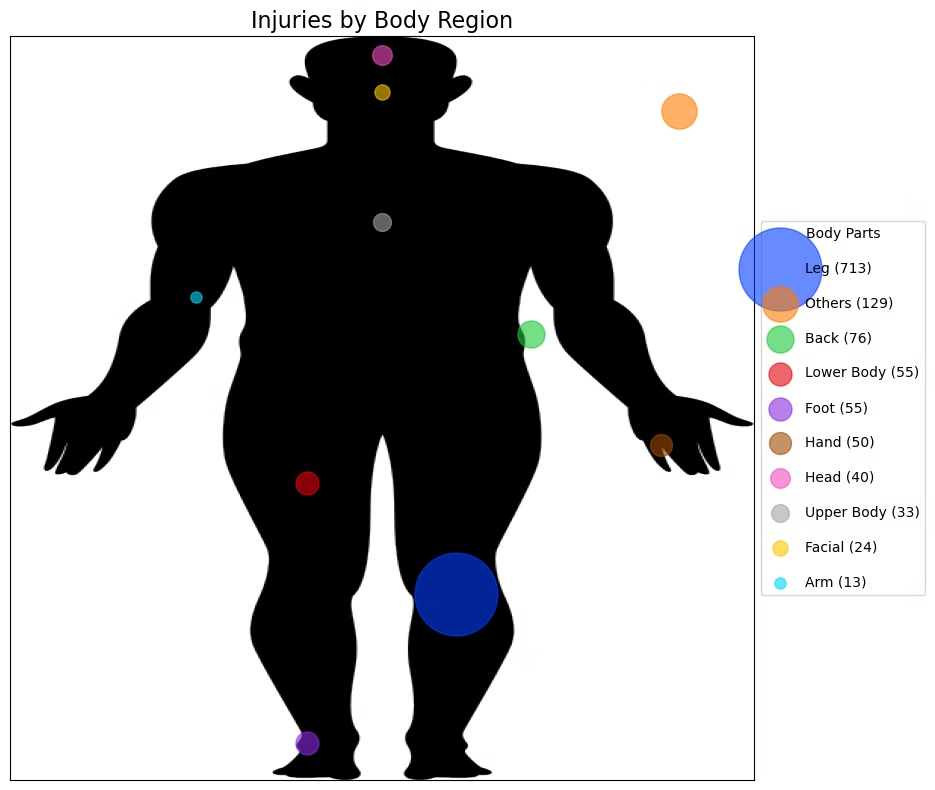 Injuries by Body Region
Body Parts
Leg (713)
Others (129)
Back (76)
Lower Body (55)
Foot (55)
Hand (50)
Head (40)
Upper Body (33)
Facial (24)
Arm (13)